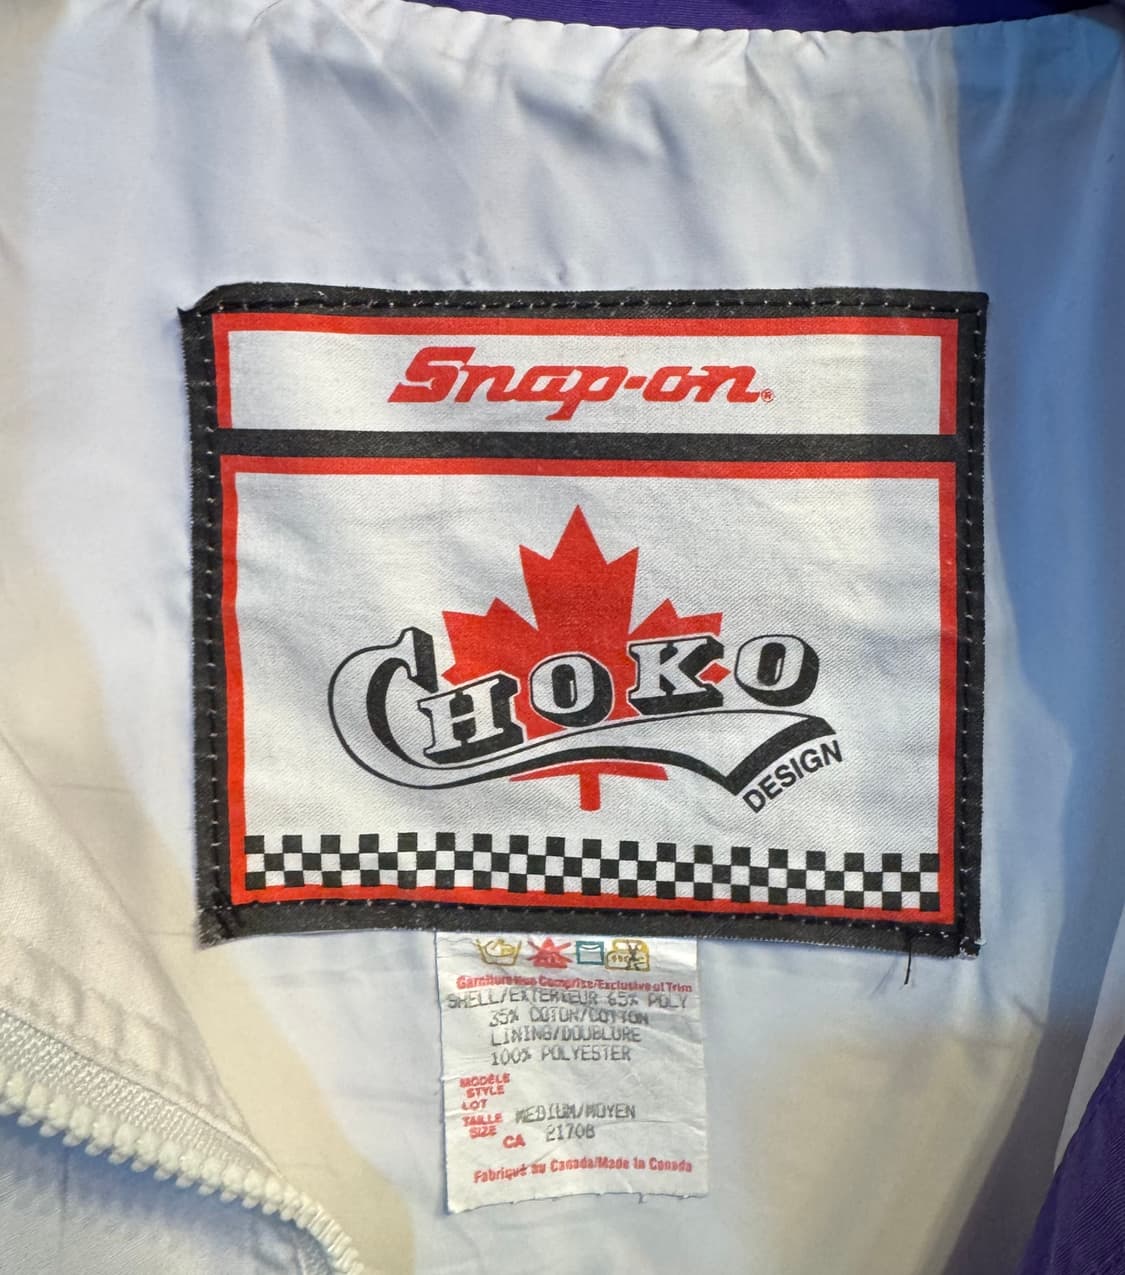 Snap-on®
CHOKO
DESIGN
Garniture Non Comprise/Exclusive of Trim
SHELL/EXTERIEUR 65% POLY
35% COTON/COTTON
LINING/DOUBLURE
100% POLYESTER
MODÈLE
STYLE
LOT
TAILLE MEDIUM/MOYEN
SIZE
CA 21706
Fabriqué au Canada/Made in Canada